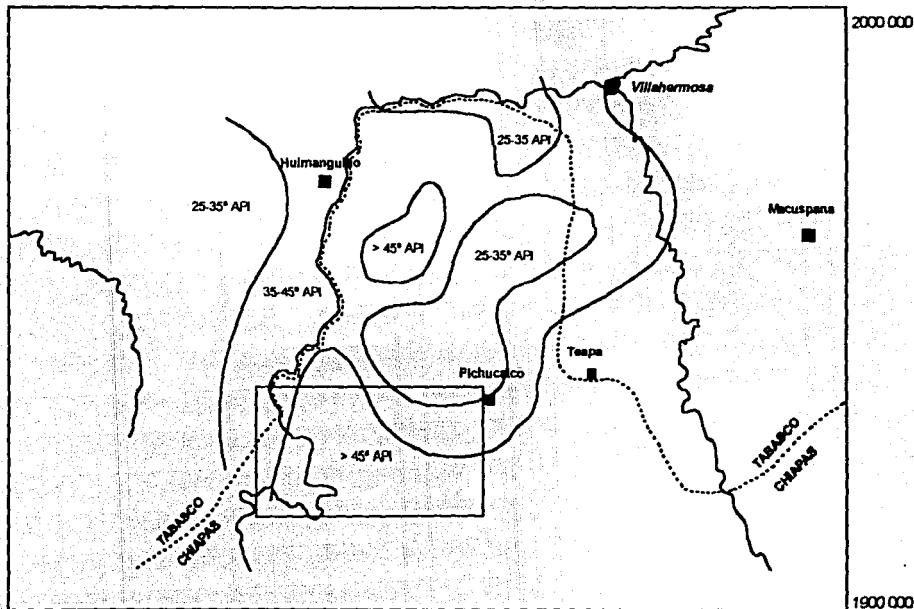 2000 000
Villahermosa
25-35 API
Huimanguillo
25-35° API
Macuspana
> 45° API
25-35° API
35-45° API
Teapa
Pichucalco
> 45° API
TABASCO
CHIAPAS
TABASCO
CHIAPAS
1900 000